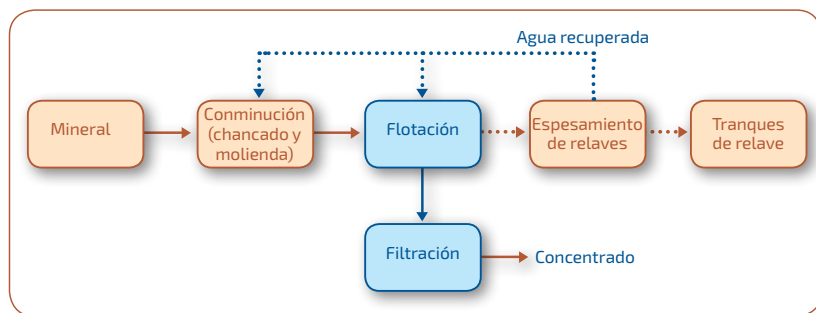 Agua recuperada
Mineral
Conminución
(chancado y
molienda)
Flotación
Espesamiento
de relaves
Tranques
de relave
Filtración
Concentrado